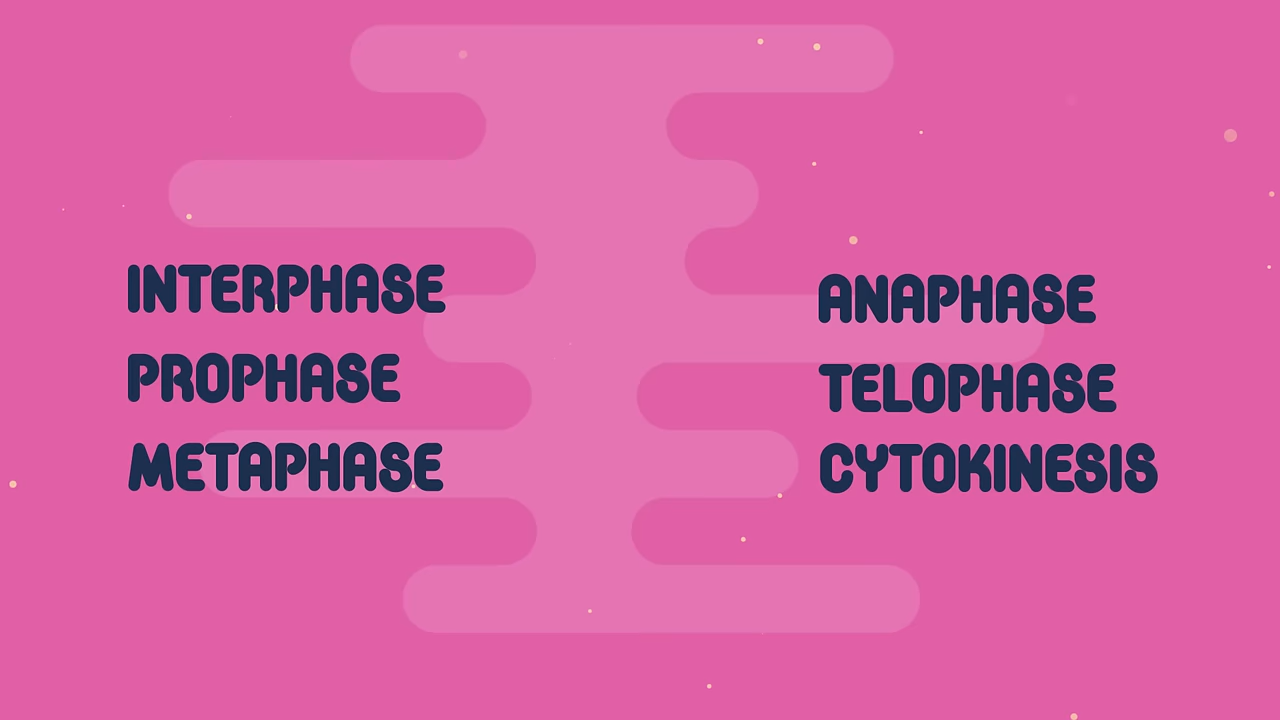 INTERPHASE
PROPHASE
METAPHASE
ANAPHASE
TELOPHASE
CYTOKINESIS